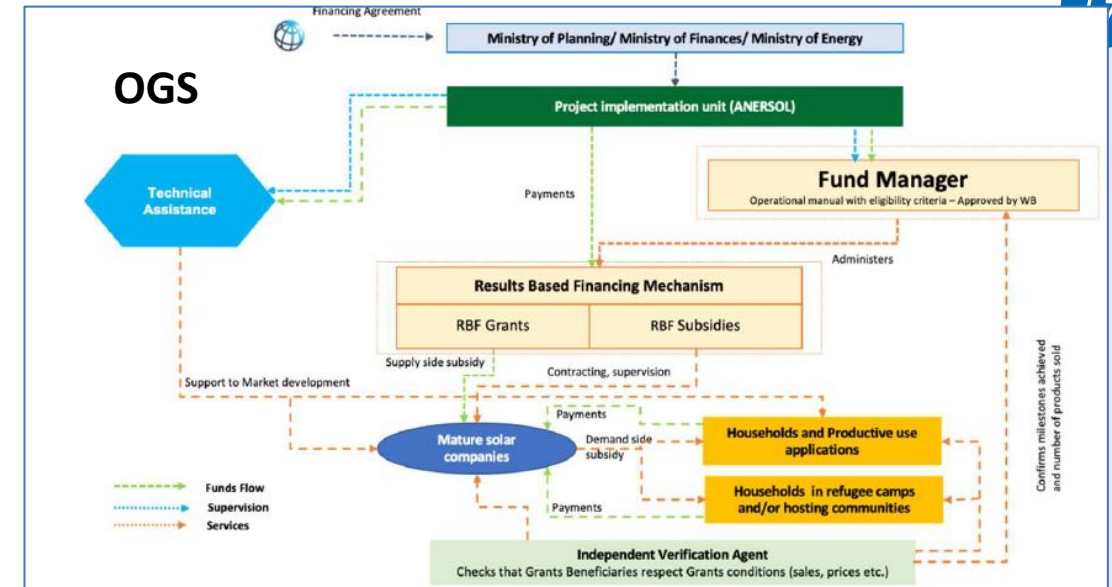 Financing Agreement
Ministry of Planning/ Ministry of Finances/ Ministry of Energy
OGS
Project implementation unit (ANERSOL)
Technical
Assistance
Payments
Fund Manager
Operational manual with eligibility criteria – Approved by WB
Administers
Results Based Financing Mechanism
RBF Grants
RBF Subsidies
Supply side subsidy
Contracting, supervision
Support to Market development
Confirms milestones achieved
and number of products sold
Payments
Mature solar
companies
Demand side
subsidy
Households and Productive use
applications
Households in refugee camps
and/or hosting communities
Payments
Funds Flow
Supervision
Services
Independent Verification Agent
Checks that Grants Beneficiaries respect Grants conditions (sales, prices etc.)